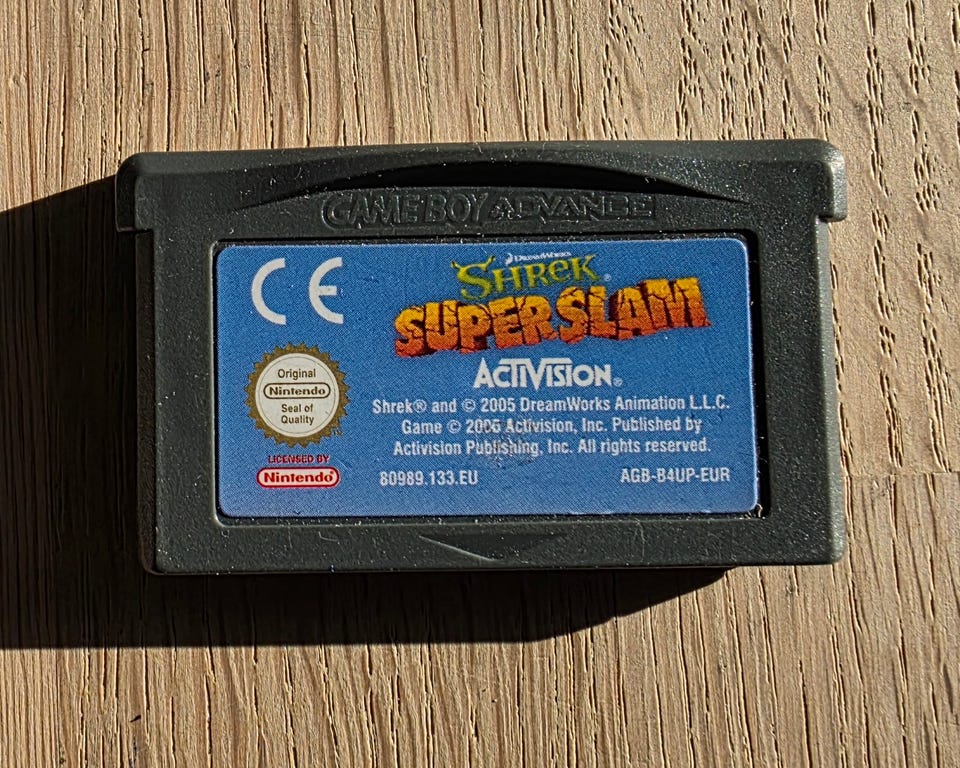 GAME BOY ADVANCE
CE
DREAMWORKS
SHREK®
SUPERSLAM
ACTIVISION®
Original
Nintendo
Seal of
Quality
Shrek® and © 2005 DreamWorks Animation L.L.C.
Game © 2005 Activision, Inc. Published by
Activision Publishing, Inc. All rights reserved.
LICENSED BY
Nintendo®
80989.133.EU
AGB-B4UP-EUR